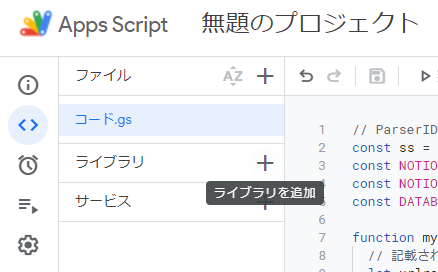 Apps Script 無題のプロジェクト
ファイル
AZ
コード.gs
ライブラリ
ライブラリを追加
サービス
1 // ParserID
2 const ss =
3 const NOTIO
4 const NOTIO
5 const DATAB
6
7 function my
8 // 記載され